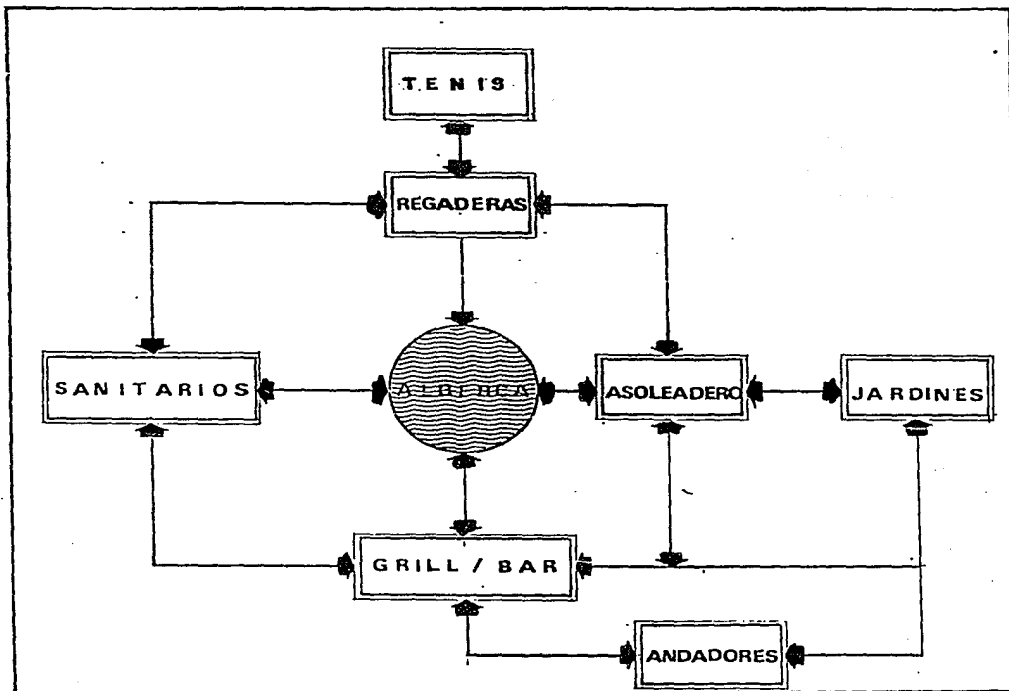 TENIS
REGADERAS
SANITARIOS
ALBERCA
ASOLEADERO
JARDINES
GRILL / BAR
ANDADORES